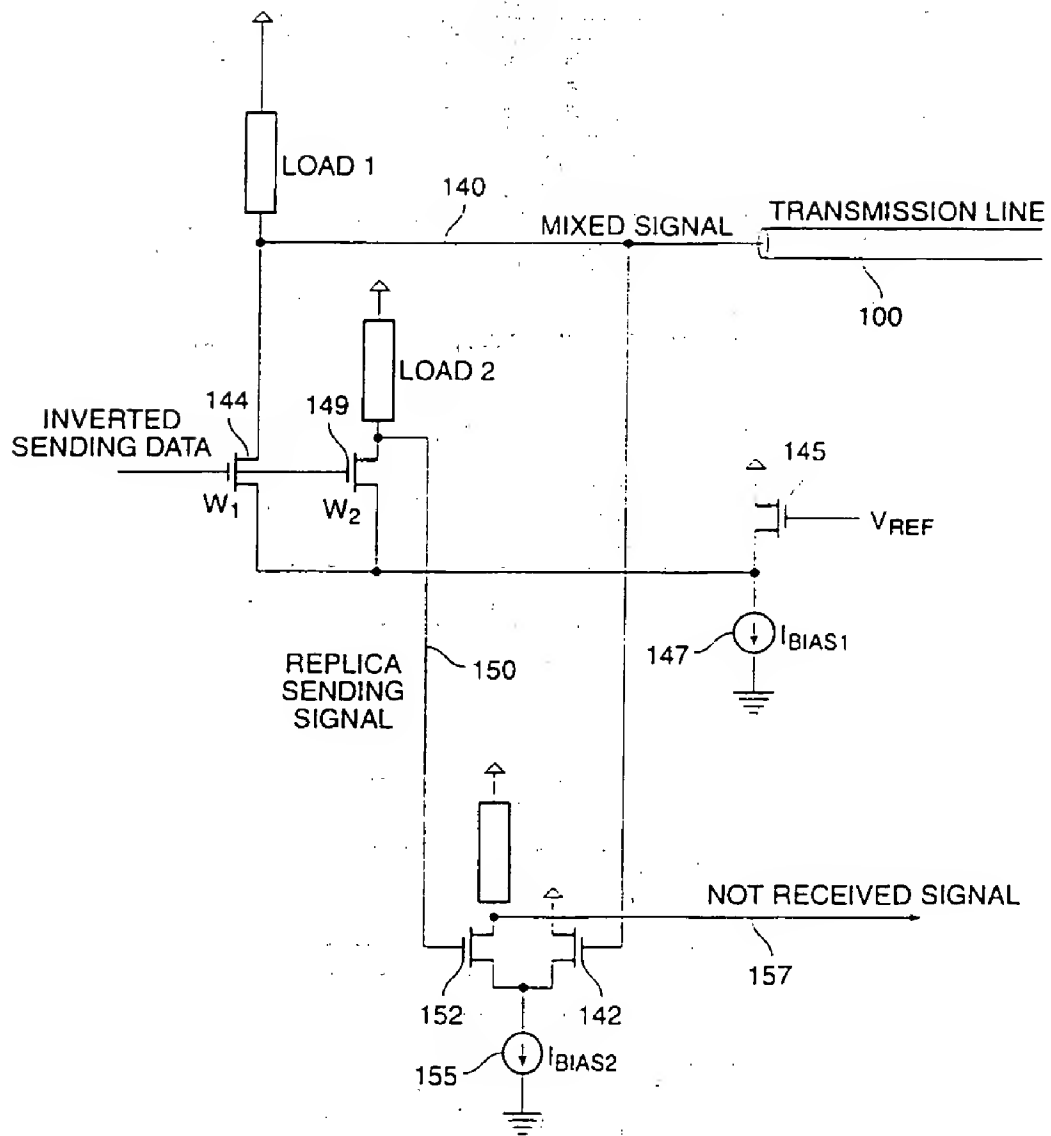 LOAD 1
140
MIXED SIGNAL
TRANSMISSION LINE
100
LOAD 2
144
149
INVERTED
SENDING DATA
W1
W2
145
VREF
147
IBIAS1
REPLICA
SENDING
SIGNAL
150
NOT RECEIVED SIGNAL
157
152
142
155
IBIAS2